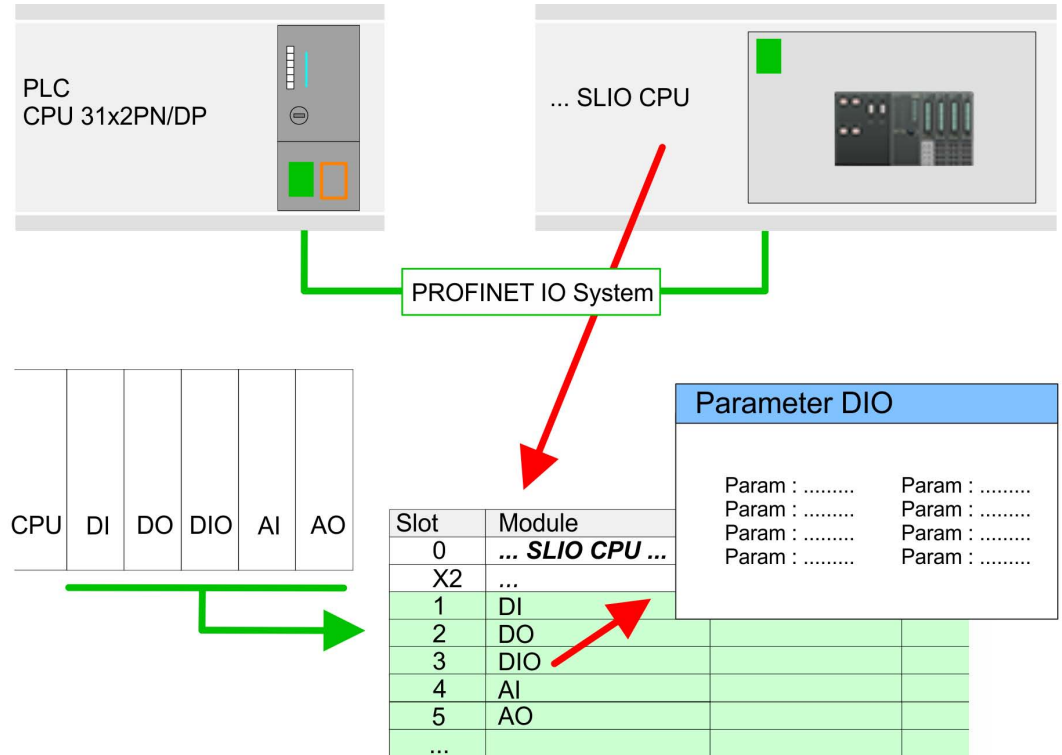 PLC
CPU 31x2PN/DP
... SLIO CPU
PROFINET IO System
CPU DI DO DIO AI AO
Parameter DIO
Param : ......... Param : .........
Param : ......... Param : .........
Param : ......... Param : .........
Param : ......... Param : .........
Slot Module
0 ... SLIO CPU ...
X2 ...
1 DI
2 DO
3 DIO
4 AI
5 AO
...